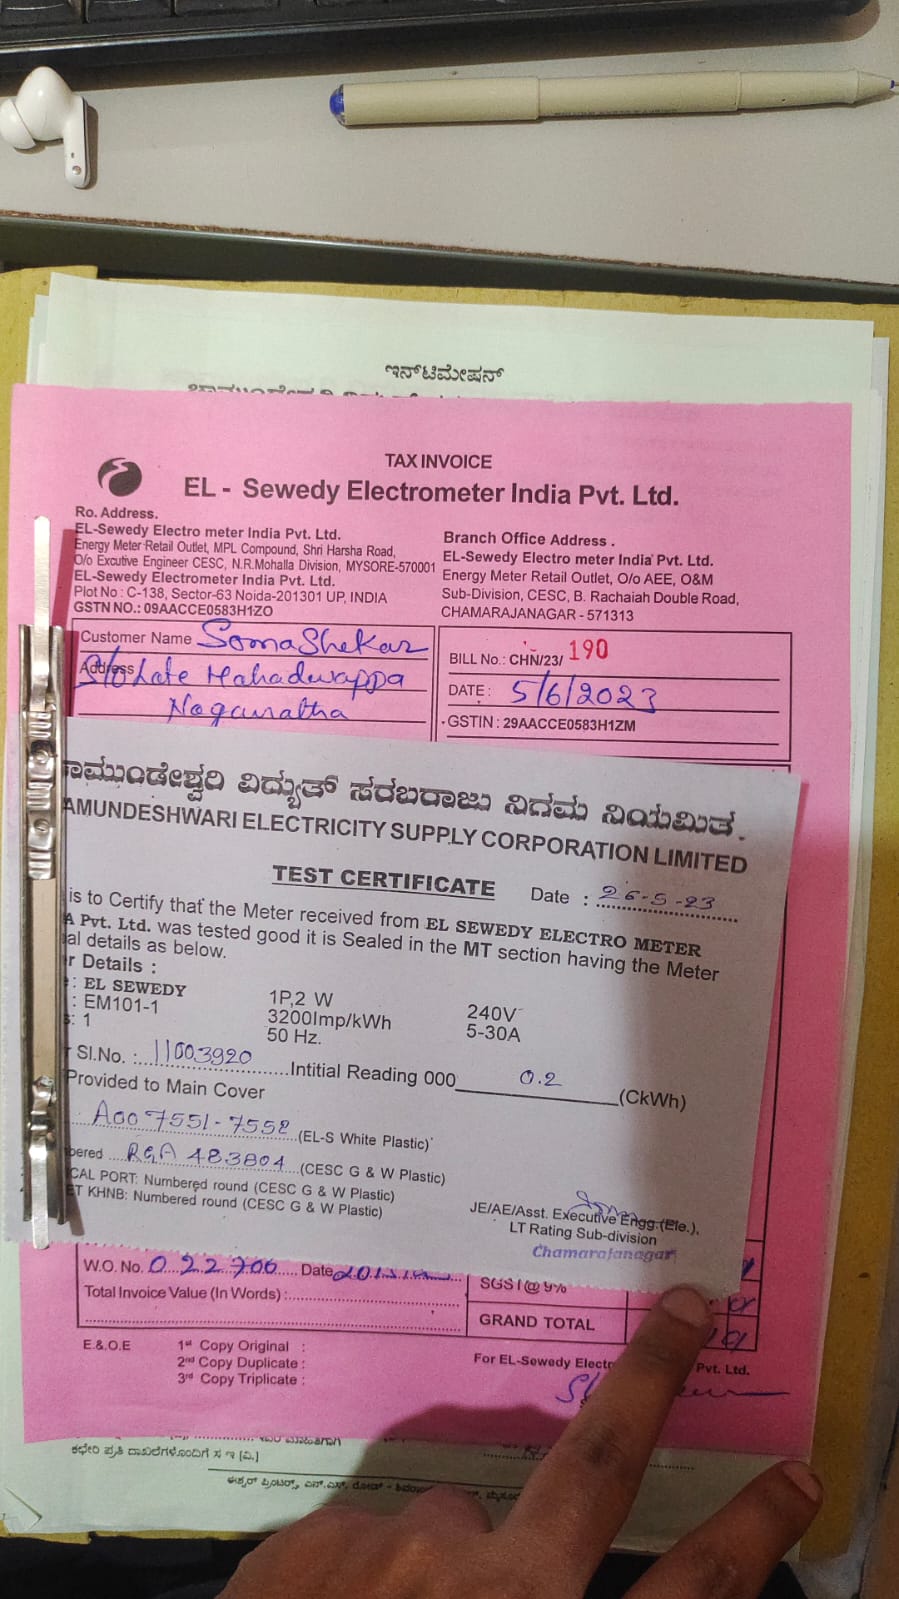 ಇನ್‌ಟಿಮೇಷನ್
TAX INVOICE
EL - Sewedy Electrometer India Pvt. Ltd.
Ro. Address.
EL-Sewedy Electro meter India Pvt. Ltd.
Energy Meter Retail Outlet, MPL Compound, Shri Harsha Road,
O/o Excutive Engineer CESC, N.R.Mohalla Division, MYSORE-570001
EL-Sewedy Electrometer India Pvt. Ltd.
Plot No : C-138, Sector-63 Noida-201301 UP, INDIA
GSTN NO.: 09AACCE0583H1ZO
Branch Office Address .
EL-Sewedy Electro meter India Pvt. Ltd.
Energy Meter Retail Outlet, O/o AEE, O&M
Sub-Division, CESC, B. Rachaiah Double Road,
CHAMARAJANAGAR - 571313
Customer Name SomaShekar
Address S/o Late Mahadwappa
BILL No.: CHN/23/ 190
DATE : 5/6/2023
GSTIN : 29AACCE0583H1ZM
ಾಮುಂಡೇಶ್ವರಿ ವಿದ್ಯುತ್ ಸರಬರಾಜು ನಿಗಮ ನಿಯಮಿತ.
AMUNDESHWARI ELECTRICITY SUPPLY CORPORATION LIMITED
TEST CERTIFICATE Date : 26-5-23
is to Certify that the Meter received from EL SEWEDY ELECTRO METER
A Pvt. Ltd. was tested good it is Sealed in the MT section having the Meter
al details as below.
r Details :
: EL SEWEDY 1P,2 W 240V
: EM101-1 3200Imp/kWh 5-30A
: 1 50 Hz.
Sl.No. : 11003920 Intitial Reading 000 0.2 (CkWh)
Provided to Main Cover
A00 7551-7552 (EL-S White Plastic)
bered RGA 483804 (CESC G & W Plastic)
CAL PORT: Numbered round (CESC G & W Plastic)
ET KHNB: Numbered round (CESC G & W Plastic)
JE/AE/Asst. Executive Engg.(Ele.),
LT Rating Sub-division
Chamarajanagar
W.O. No. 022706 Date
Total Invoice Value (In Words) :
SGST@9%
GRAND TOTAL
E.&.O.E 1st Copy Original :
2nd Copy Duplicate :
3rd Copy Triplicate :
For EL-Sewedy Electr Pvt. Ltd.
ಕಛೇರಿ ಪ್ರತಿ ದಾಖಲೆಗಳೊಂದಿಗೆ ಸ ಇ [ವಿ.]